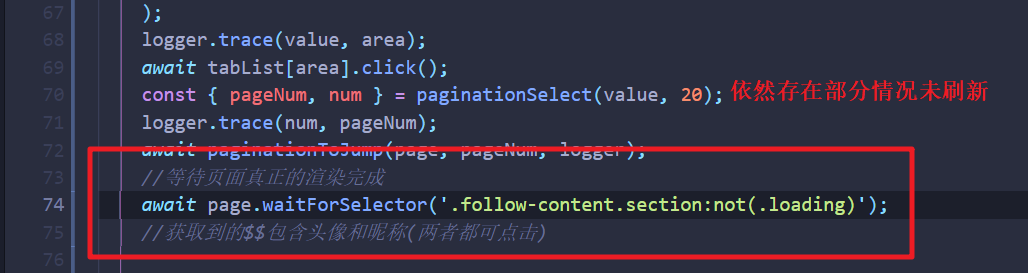 67 );
68 logger.trace(value, area);
69 await tabList[area].click();
70 const { pageNum, num } = paginationSelect(value, 20); 依然存在部分情况未刷新
71 logger.trace(num, pageNum);
72 await paginationToJump(page, pageNum, logger);
73 //等待页面真正的渲染完成
74 await page.waitForSelector('.follow-content.section:not(.loading)');
75 //获取到的$$包含头像和昵称(两者都可点击)
76